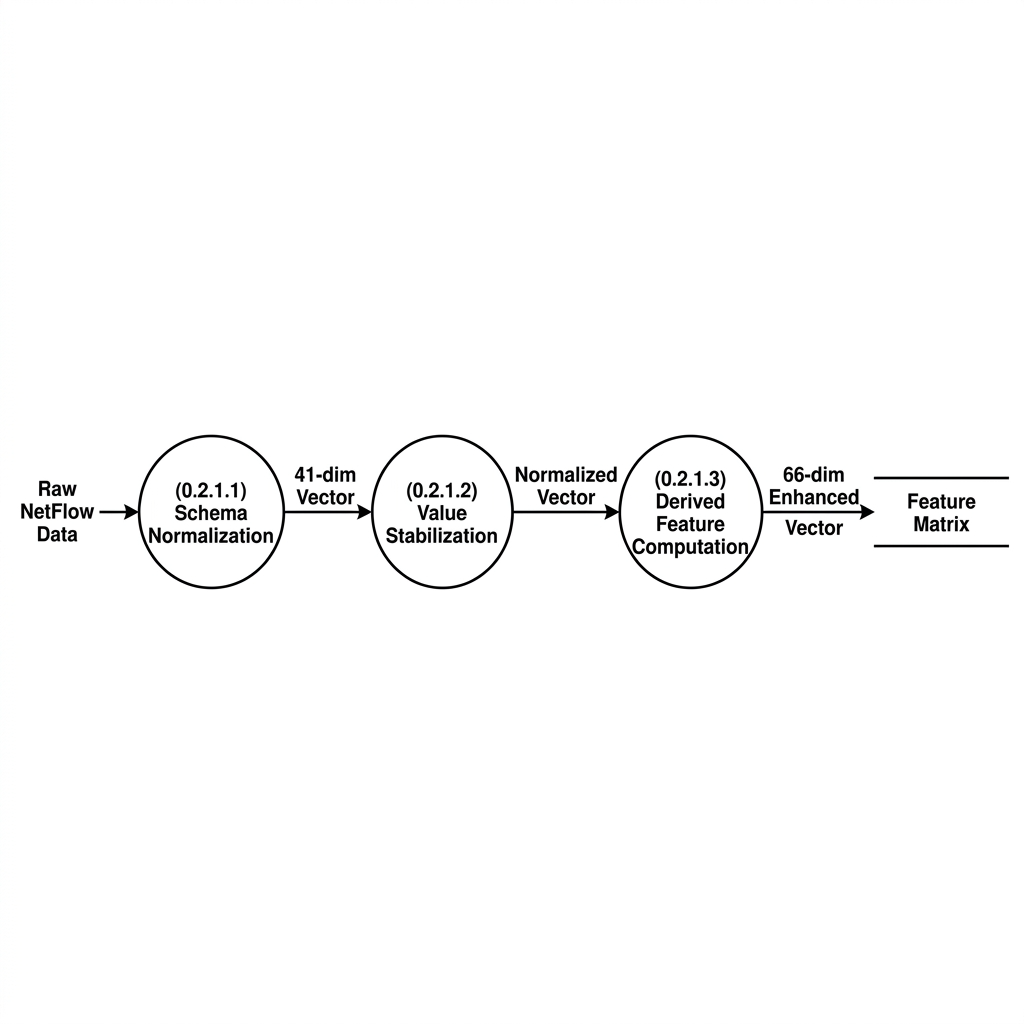 Raw
NetFlow
Data
(0.2.1.1)
Schema
Normalization
41-dim
Vector
(0.2.1.2)
Value
Stabilization
Normalized
Vector
(0.2.1.3)
Derived
Feature
Computation
66-dim
Enhanced
Vector
Feature
Matrix